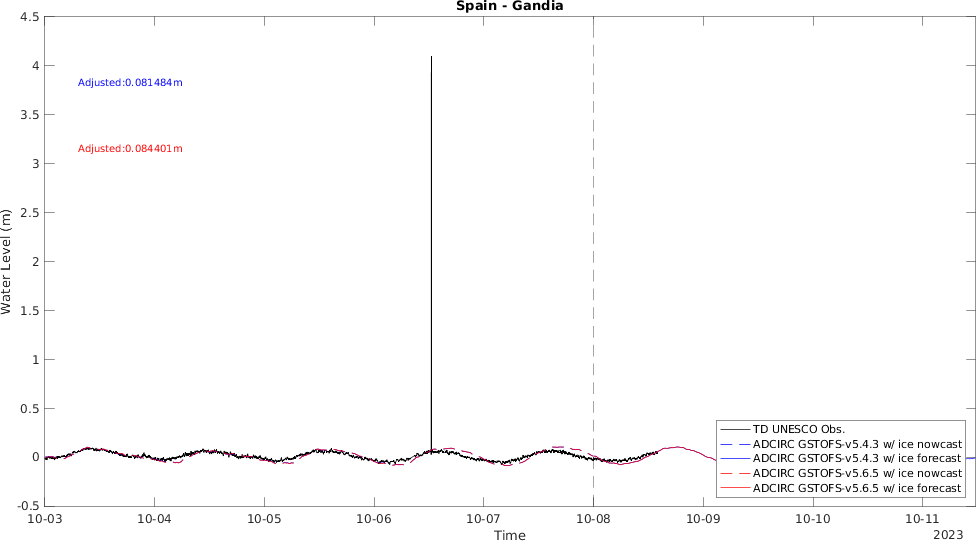 Spain - Gandia
4.5
4
3.5
3
2.5
2
1.5
1
0.5
0
-0.5
Water Level (m)
Adjusted:0.081484m
Adjusted:0.084401m
TD UNESCO Obs.
ADCIRC GSTOFS-v5.4.3 w/ ice nowcast
ADCIRC GSTOFS-v5.4.3 w/ ice forecast
ADCIRC GSTOFS-v5.6.5 w/ ice nowcast
ADCIRC GSTOFS-v5.6.5 w/ ice forecast
10-03 10-04 10-05 10-06 10-07 10-08 10-09 10-10 10-11
Time
2023